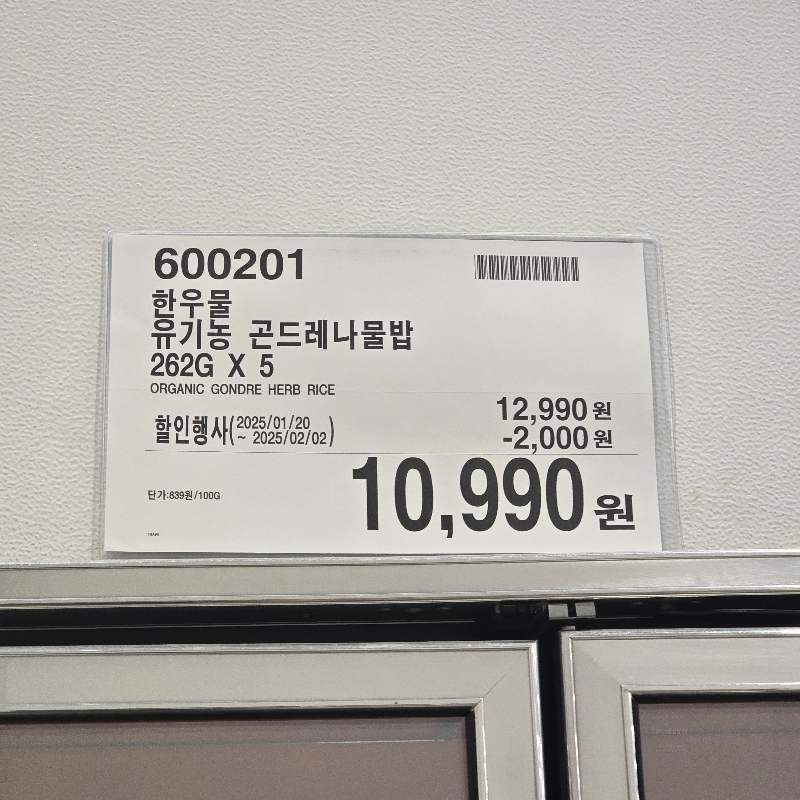 600201
한우물
유기농 곤드레나물밥
262G X 5
ORGANIC GONDRE HERB RICE
12,990 원
할인행사(2025/01/20 ~ 2025/02/02)
-2,000 원
단가:839원/100G
10,990 원